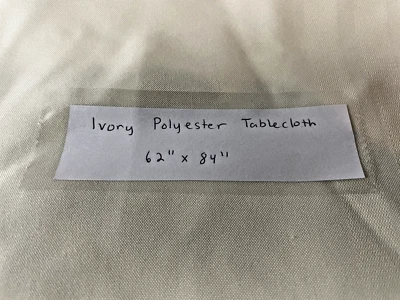 Ivory Polyester Tablecloth
62" x 84"